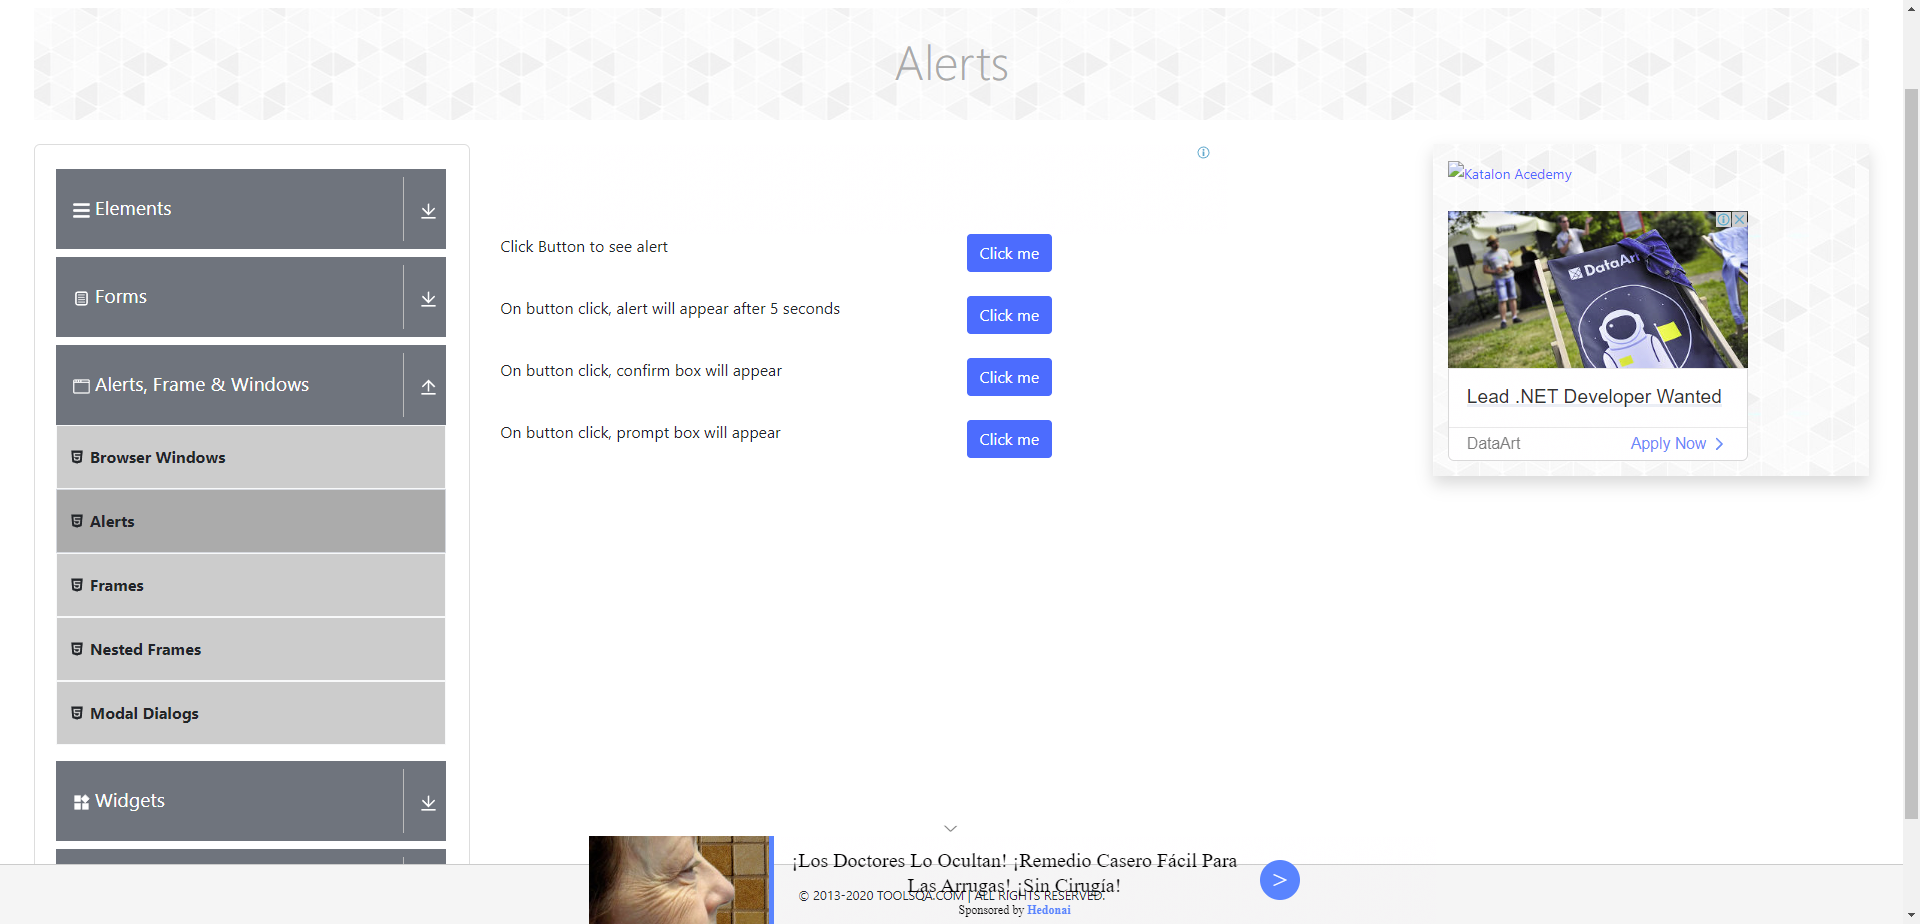 Alerts
Elements
Forms
Alerts, Frame & Windows
Browser Windows
Alerts
Frames
Nested Frames
Modal Dialogs
Widgets
Click Button to see alert
Click me
On button click, alert will appear after 5 seconds
Click me
On button click, confirm box will appear
Click me
On button click, prompt box will appear
Click me
Katalon Acedemy
DataArt
Lead .NET Developer Wanted
DataArt
Apply Now
¡Los Doctores Lo Ocultan! ¡Remedio Casero Fácil Para
Las Arrugas! ¡Sin Cirugía!
© 2013-2020 TOOLSQA.COM | ALL RIGHTS RESERVED.
Sponsored by Hedonai